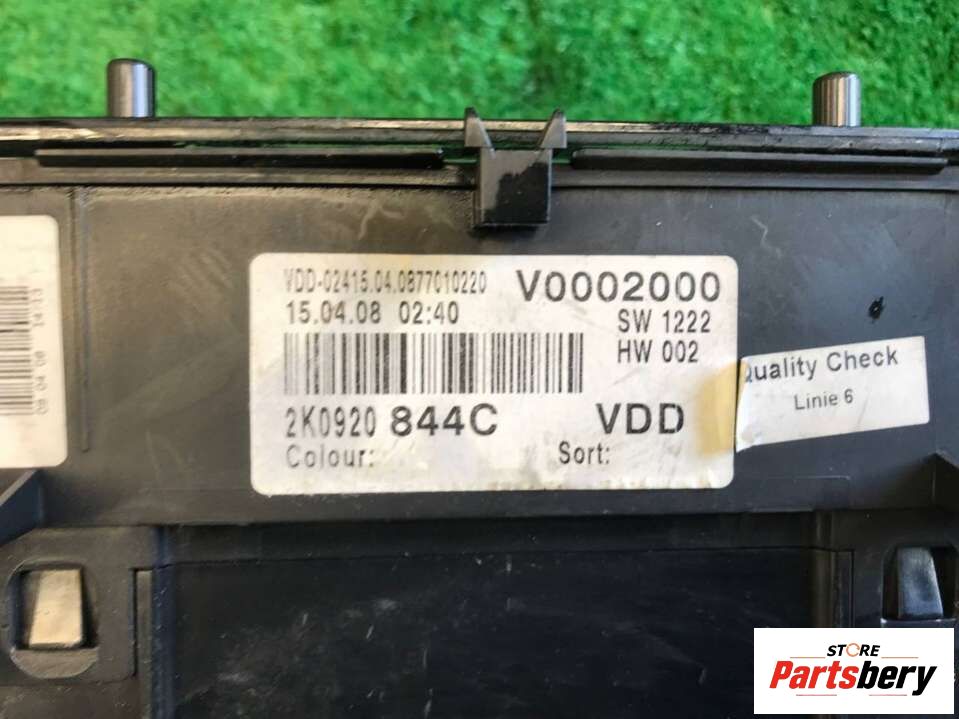 VDD-02415.04.0877010220 V0002000
15.04.08 02:40 SW 1222
HW 002
2K0920 844C VDD
Colour: Sort:
Quality Check
Linie 6
STORE
Partsbery